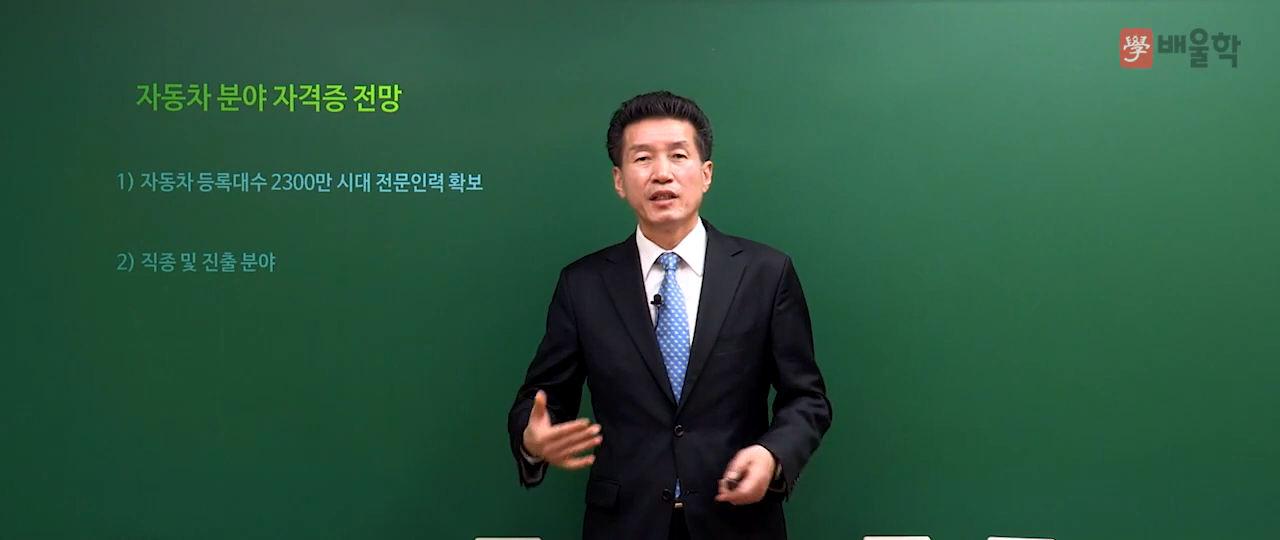 學 배울학
자동차 분야 자격증 전망
1) 자동차 등록대수 2300만 시대 전문인력 확보
2) 직종 및 진출 분야